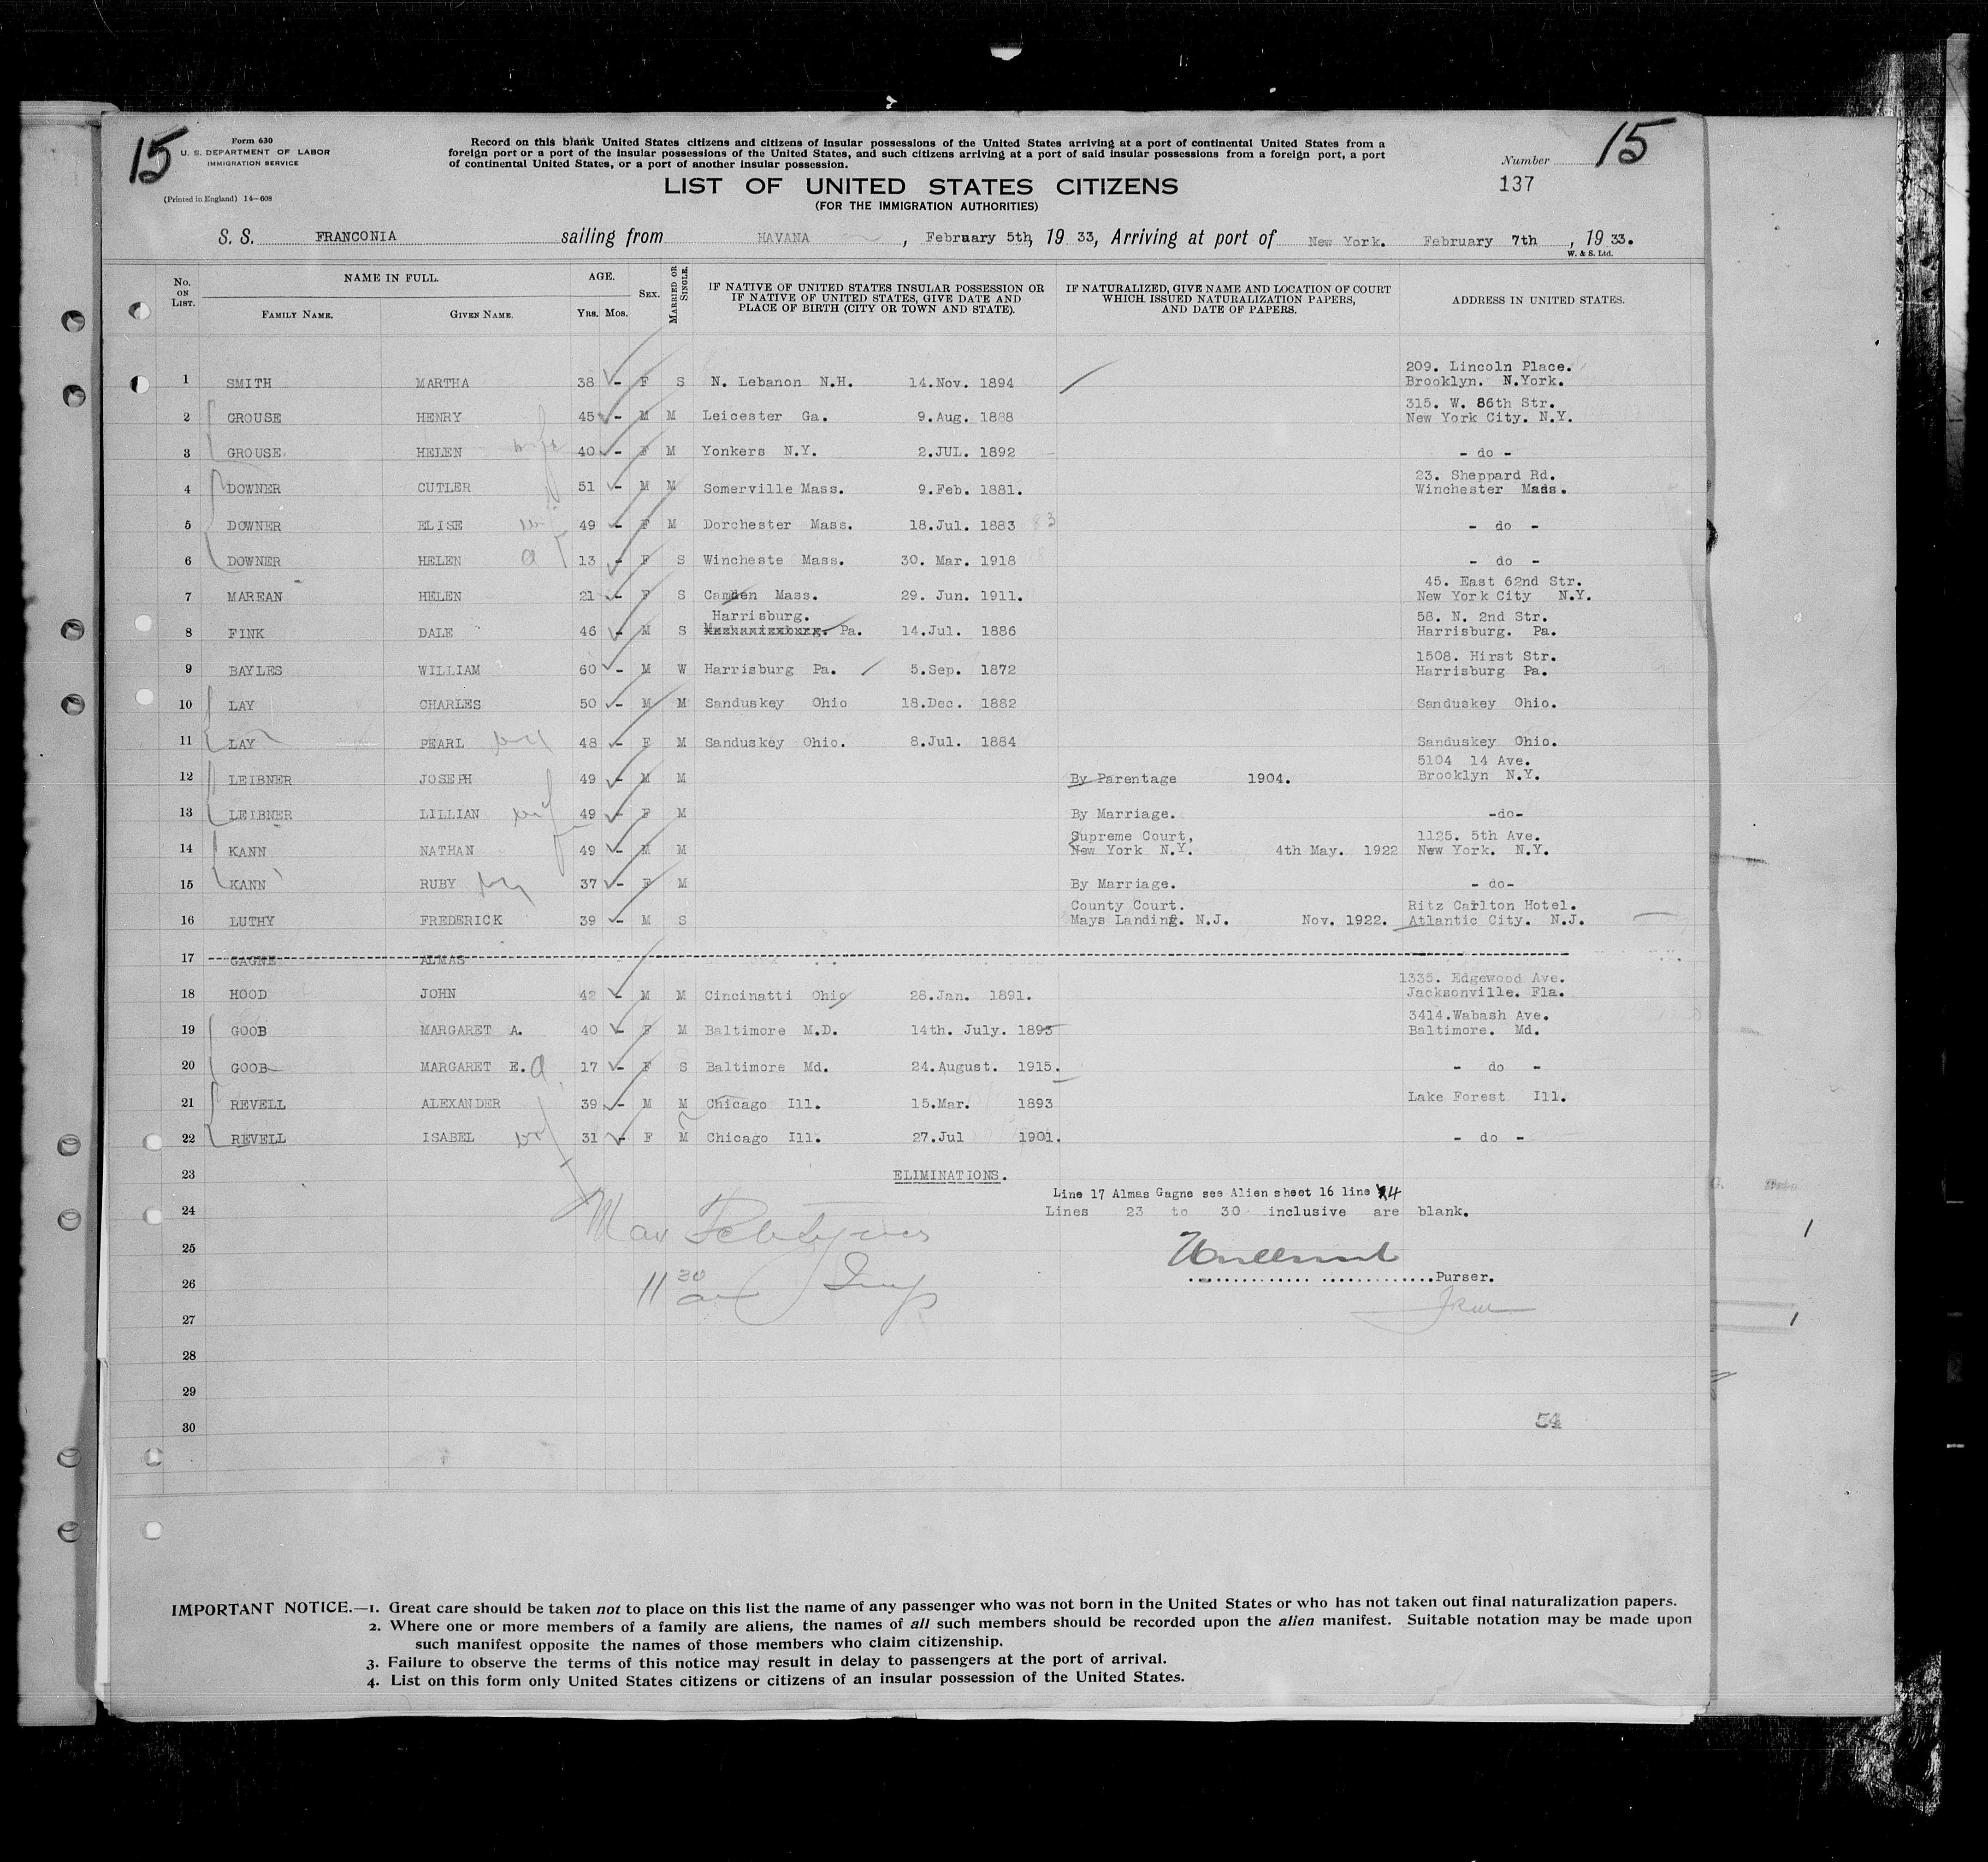 15
Form 630
U. S. DEPARTMENT OF LABOR
IMMIGRATION SERVICE
(Printed in England) 14—608
Record on this blank United States citizens and citizens of insular possessions of the United States arriving at a port of continental United States from a
foreign port or a port of the insular possessions of the United States, and such citizens arriving at a port of said insular possessions from a foreign port, a port
of continental United States, or a port of another insular possession.
LIST OF UNITED STATES CITIZENS
(FOR THE IMMIGRATION AUTHORITIES)
Number 15
137
S. S. FRANCONIA sailing from HAVANA, February 5th, 1933, Arriving at port of New York. February 7th, 1933.
W. & S. Ltd.
No. ON LIST. NAME IN FULL. FAMILY NAME. GIVEN NAME. AGE. YRS. MOS. SEX. MARRIED OR SINGLE. IF NATIVE OF UNITED STATES INSULAR POSSESSION OR IF NATIVE OF UNITED STATES, GIVE DATE AND PLACE OF BIRTH (CITY OR TOWN AND STATE). IF NATURALIZED, GIVE NAME AND LOCATION OF COURT WHICH ISSUED NATURALIZATION PAPERS, AND DATE OF PAPERS. ADDRESS IN UNITED STATES.
209. Lincoln Place.
1 SMITH MARTHA 38 - F S N. Lebanon N.H. 14.Nov. 1894 Brooklyn. N.York.
315. W. 86th Str.
2 GROUSE HENRY 45 - M M Leicester Ga. 9.Aug. 1888 New York City. N.Y.
3 GROUSE HELEN wife 40 - F M Yonkers N.Y. 2.JUL. 1892 - do -
23. Sheppard Rd.
4 DOWNER CUTLER 51 - M M Somerville Mass. 9.Feb. 1881. Winchester Mass.
5 DOWNER ELISE 49 - F M Dorchester Mass. 18.Jul. 1883 83 - do -
6 DOWNER HELEN 13 - F S Wincheste Mass. 30. Mar. 1918 - do -
45. East 62nd Str.
7 MAREAN HELEN 21 - F S Camden Mass. 29. Jun. 1911. New York City N.Y.
Harrisburg. 58. N. 2nd Str.
8 FINK DALE 46 - M S Pa. 14.Jul. 1886 Harrisburg. Pa.
1508. Hirst Str.
9 BAYLES WILLIAM 60 - M W Harrisburg Pa. 5.Sep. 1872 Harrisburg Pa.
10 LAY CHARLES 50 - M M Sanduskey Ohio 18.Dec. 1882 Sanduskey Ohio.
11 LAY PEARL 48 - F M Sanduskey Ohio. 8.Jul. 1884 Sanduskey Ohio.
5104 14 Ave.
12 LEIBNER JOSEPH 49 - M M By Parentage 1904. Brooklyn N.Y.
13 LEIBNER LILLIAN 49 - F M By Marriage. -do-
Supreme Court, 1125. 5th Ave.
14 KANN NATHAN 49 - M M New York N.Y. 4th May. 1922 New York. N.Y.
15 KANN RUBY 37 - F M By Marriage. - do-
County Court. Ritz Carlton Hotel.
16 LUTHY FREDERICK 39 - M S Mays Landing. N.J. Nov. 1922. Atlantic City. N.J.
17 GAGNE ALMAS
1335. Edgewood Ave.
18 HOOD JOHN 42 - M M Cincinatti Ohio 28.Jan. 1891. Jacksonville. Fla.
3414.Wabash Ave.
19 GOOB MARGARET A. 40 - F M Baltimore M.D. 14th. July. 1893 Baltimore. Md.
20 GOOB MARGARET E. 17 - F S Baltimore Md. 24.August. 1915. - do -
21 REVELL ALEXANDER 39 - M M Chicago Ill. 15.Mar. 1893 Lake Forest Ill.
22 REVELL ISABEL 31 - F M Chicago Ill. 27.Jul 1901. - do -
23 ELIMINATIONS.
Line 17 Almas Gagne see Alien sheet 16 line 4
24 Lines 23 to 30 inclusive are blank.
25
26 11 30 am Insp
Purser.
27
28
29
30 54
IMPORTANT NOTICE.—1. Great care should be taken not to place on this list the name of any passenger who was not born in the United States or who has not taken out final naturalization papers.
2. Where one or more members of a family are aliens, the names of all such members should be recorded upon the alien manifest. Suitable notation may be made upon
such manifest opposite the names of those members who claim citizenship.
3. Failure to observe the terms of this notice may result in delay to passengers at the port of arrival.
4. List on this form only United States citizens or citizens of an insular possession of the United States.